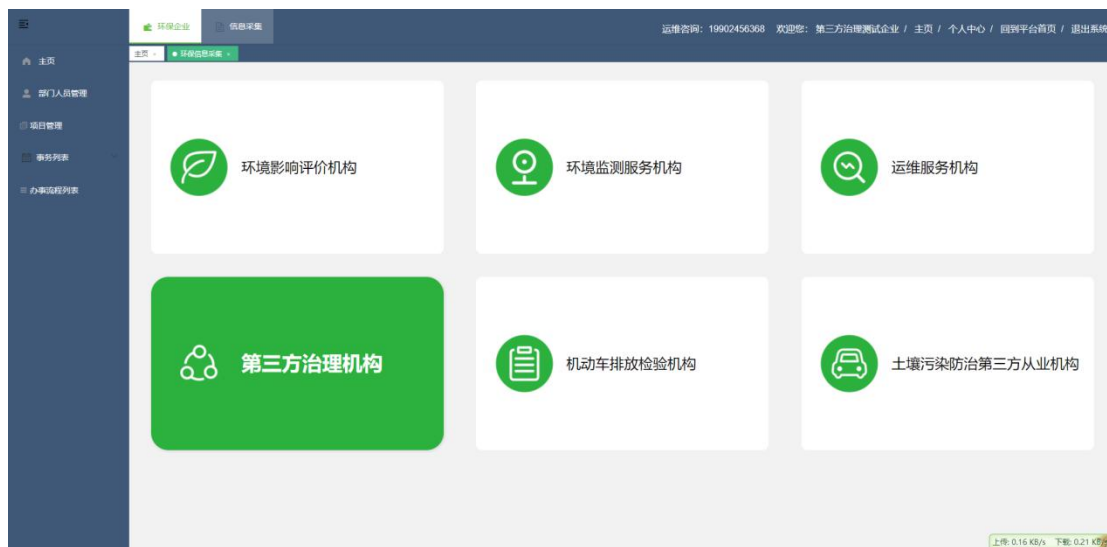 环保企业 信息采集 运维咨询：19902456368 欢迎您：第三方治理测试企业 / 主页 / 个人中心 / 回到平台首页 / 退出系统
主页 × ● 环保信息采集 ×
主页
部门人员管理
项目管理
事务列表
办事流程列表
环境影响评价机构 环境监测服务机构 运维服务机构
第三方治理机构 机动车排放检验机构 土壤污染防治第三方从业机构
上传: 0.16 KB/s 下载: 0.21 KB/s